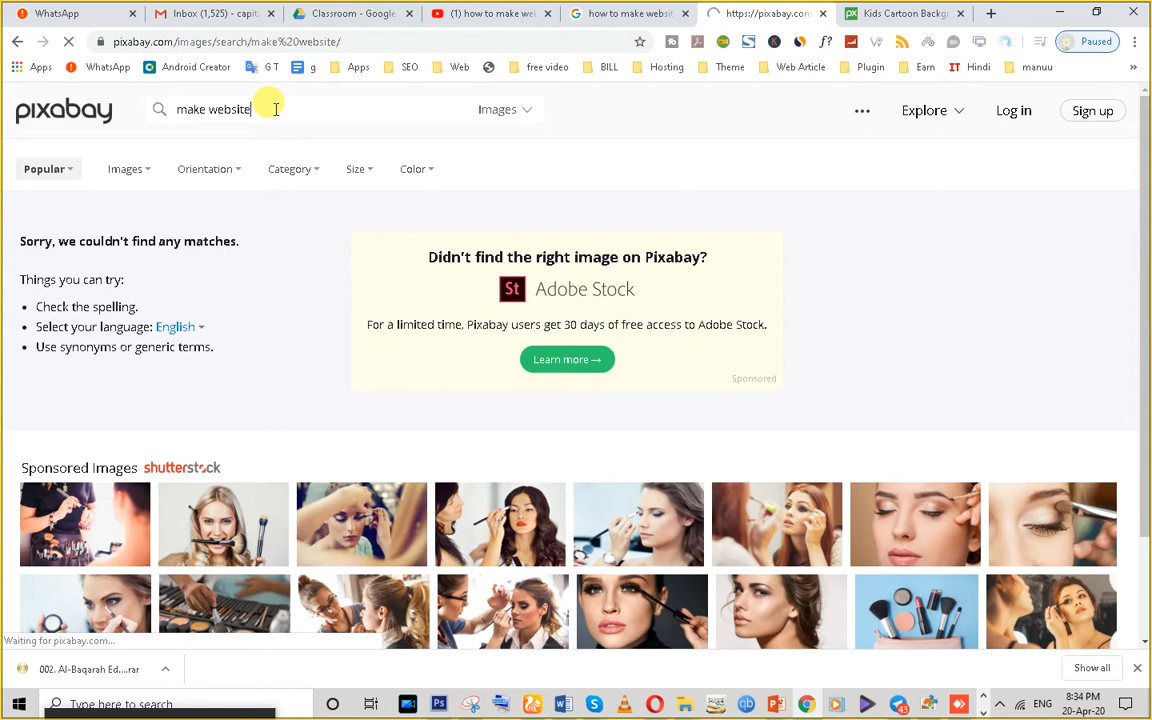 WhatsApp
Inbox (1,525) - capit
Classroom - Google
(1) how to make web
how to make websit
https://pixabay.com
Kids Cartoon Backg
pixabay.com/images/search/make%20website/
Paused
Apps
WhatsApp
Android Creator
G T
g
Apps
SEO
Web
free video
BILL
Hosting
Theme
Web Article
Plugin
Earn
IT Hindi
manuu
pixabay
make website
Images
Explore
Log in
Sign up
Popular
Images
Orientation
Category
Size
Color
Sorry, we couldn't find any matches.
Things you can try:
• Check the spelling.
• Select your language: English
• Use synonyms or generic terms.
Didn't find the right image on Pixabay?
St Adobe Stock
For a limited time, Pixabay users get 30 days of free access to Adobe Stock.
Learn more →
Sponsored
Sponsored Images shutterstock
Waiting for pixabay.com...
002. Al-Baqarah Ed....rar
Show all
Type here to search
43
ENG
8:34 PM
20-Apr-20